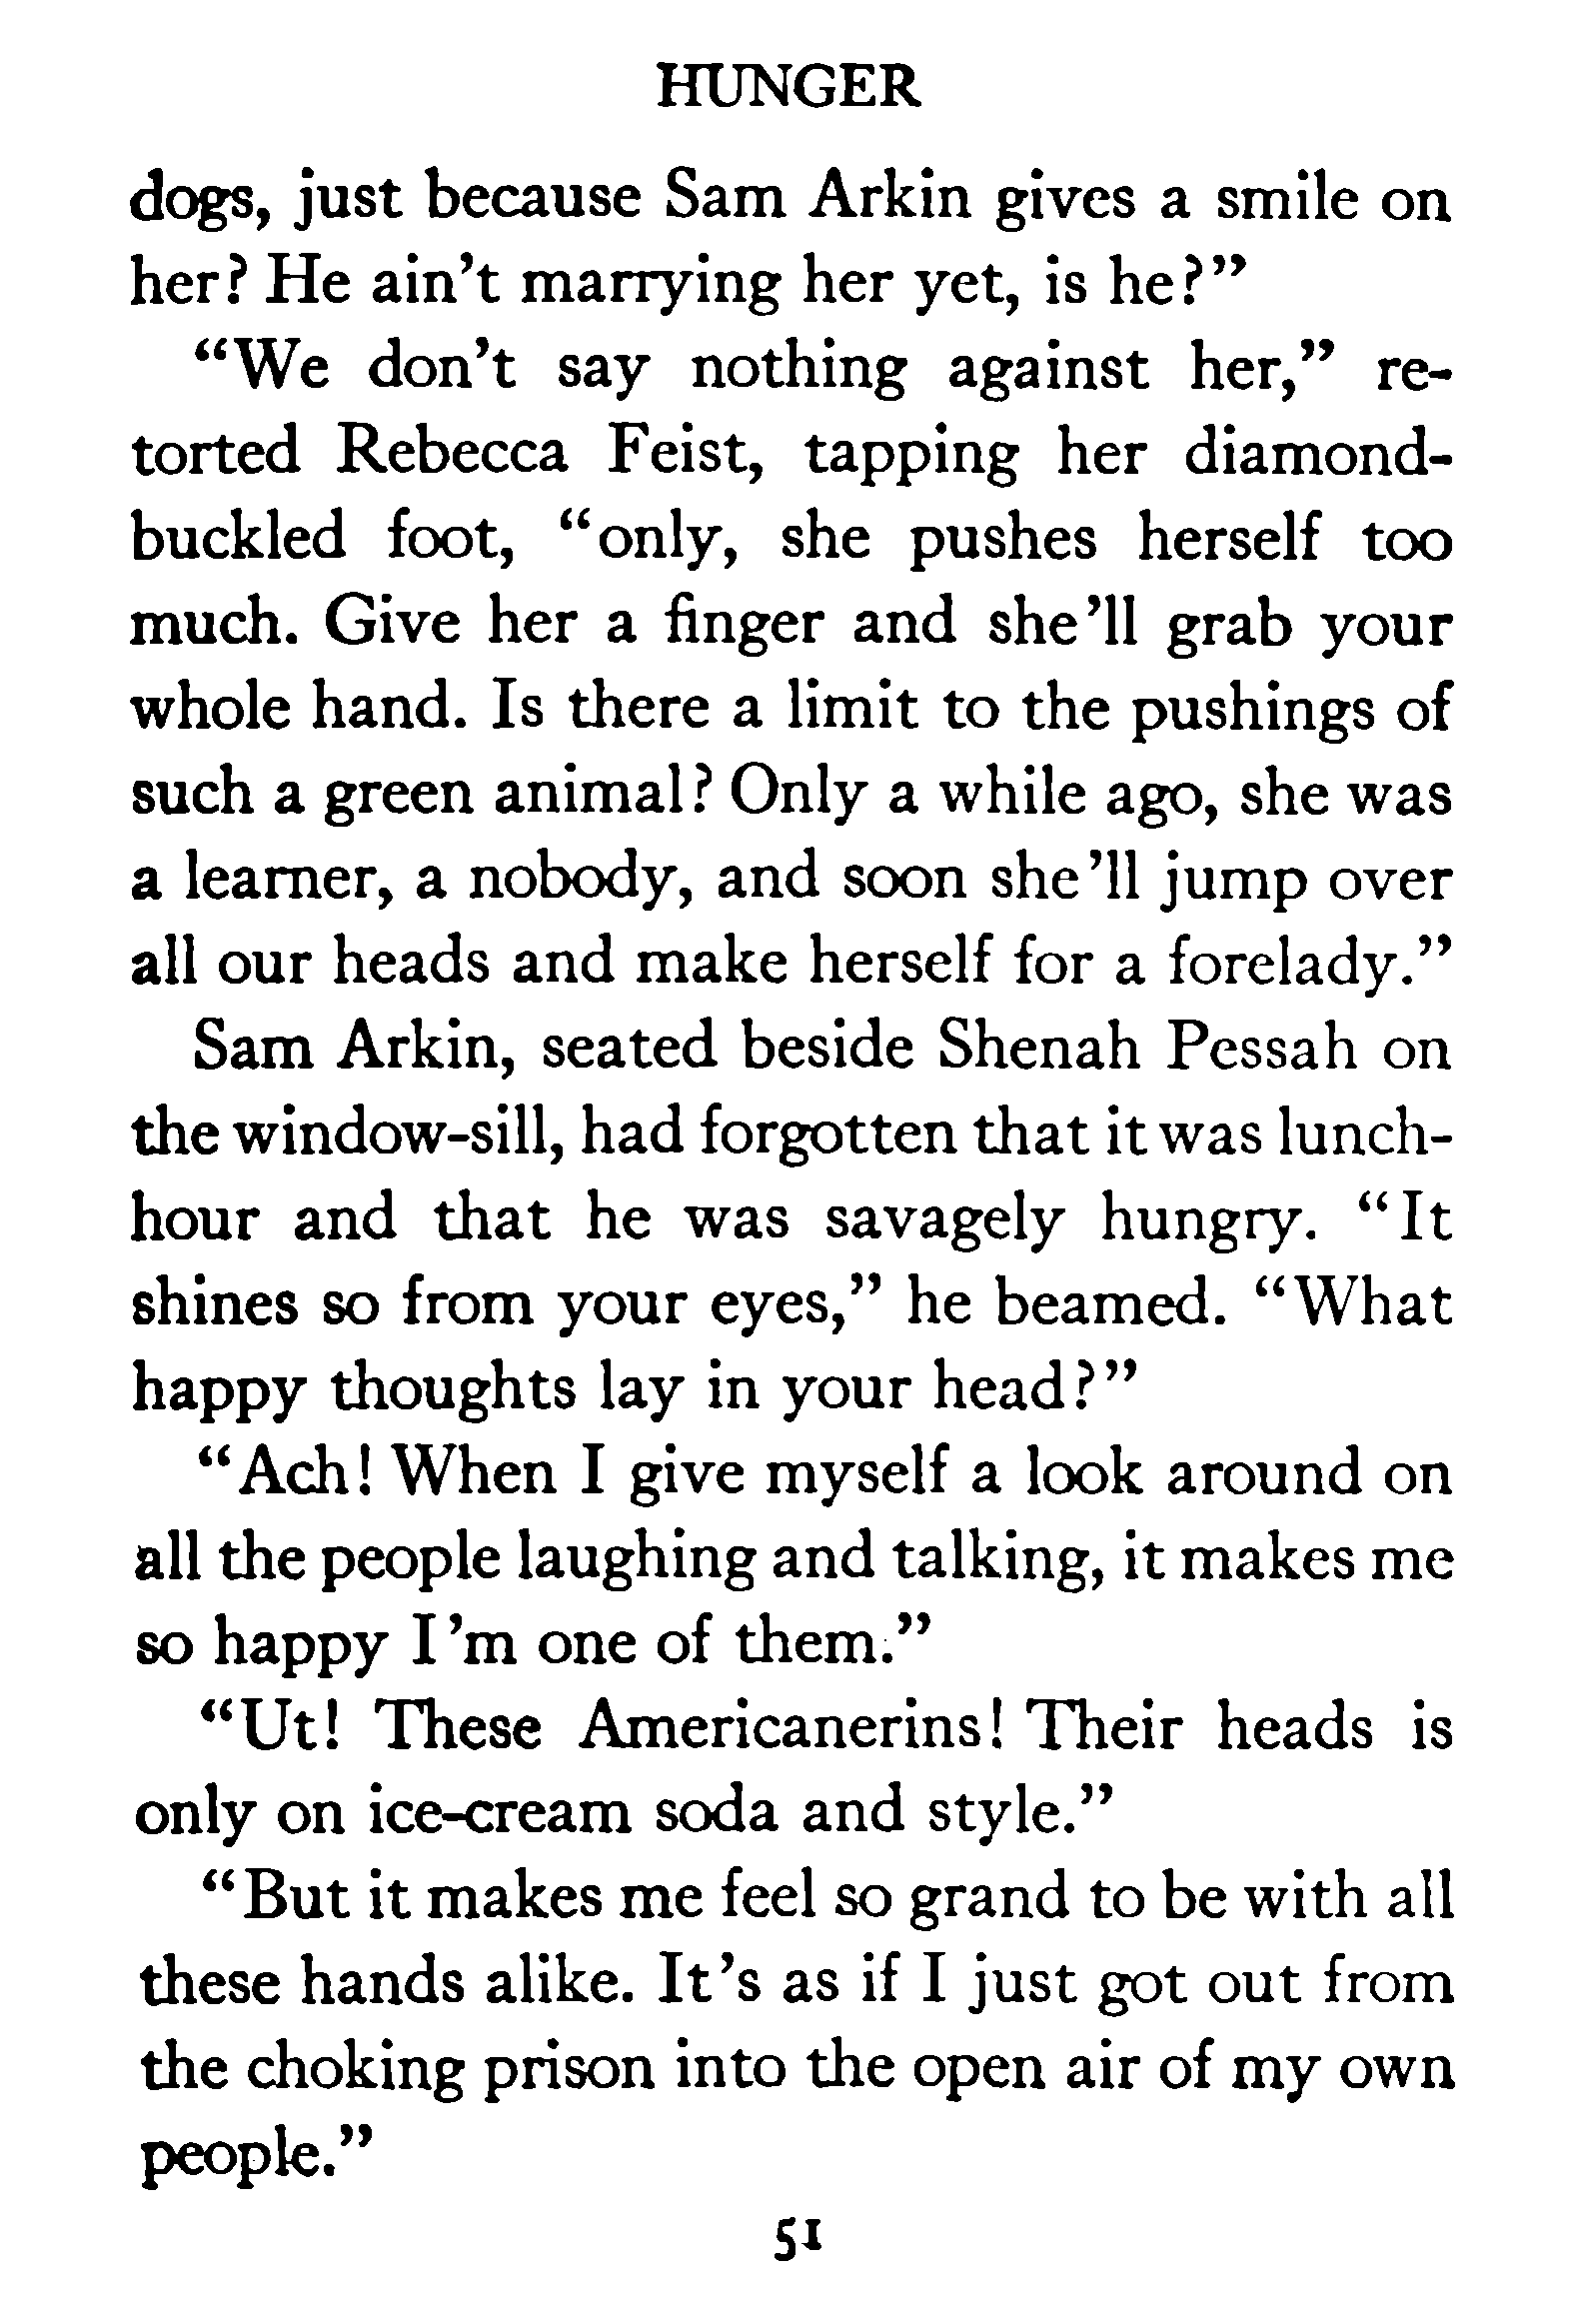 HUNGER
dogs, just because Sam Arkin gives a smile on
her? He ain't marrying her yet, is he?”
“We don't say nothing against her,” re-
torted Rebecca Feist, tapping her diamond-
buckled foot, “only, she pushes herself too
much. Give her a finger and she 'll grab your
whole hand. Is there a limit to the pushings of
such a green animal? Only a while ago, she was
a learner, a nobody, and soon she 'll jump over
all our heads and make herself for a forelady.”
Sam Arkin, seated beside Shenah Pessah on
the window-sill, had forgotten that it was lunch-
hour and that he was savagely hungry. “It
shines so from your eyes,” he beamed. “What
happy thoughts lay in your head?”
“Ach! When I give myself a look around on
all the people laughing and talking, it makes me
so happy I 'm one of them.”
“Ut! These Americanerins! Their heads is
only on ice-cream soda and style.”
“But it makes me feel so grand to be with all
these hands alike. It 's as if I just got out from
the choking prison into the open air of my own
people.”
51